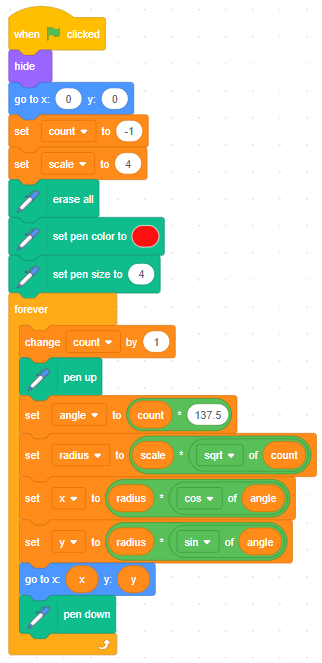 when clicked
hide
go to x: 0 y: 0
set count to -1
set scale to 4
erase all
set pen color to
set pen size to 4
forever
change count by 1
pen up
set angle to count * 137.5
set radius to scale * sqrt of count
set x to radius * cos of angle
set y to radius * sin of angle
go to x: x y: y
pen down